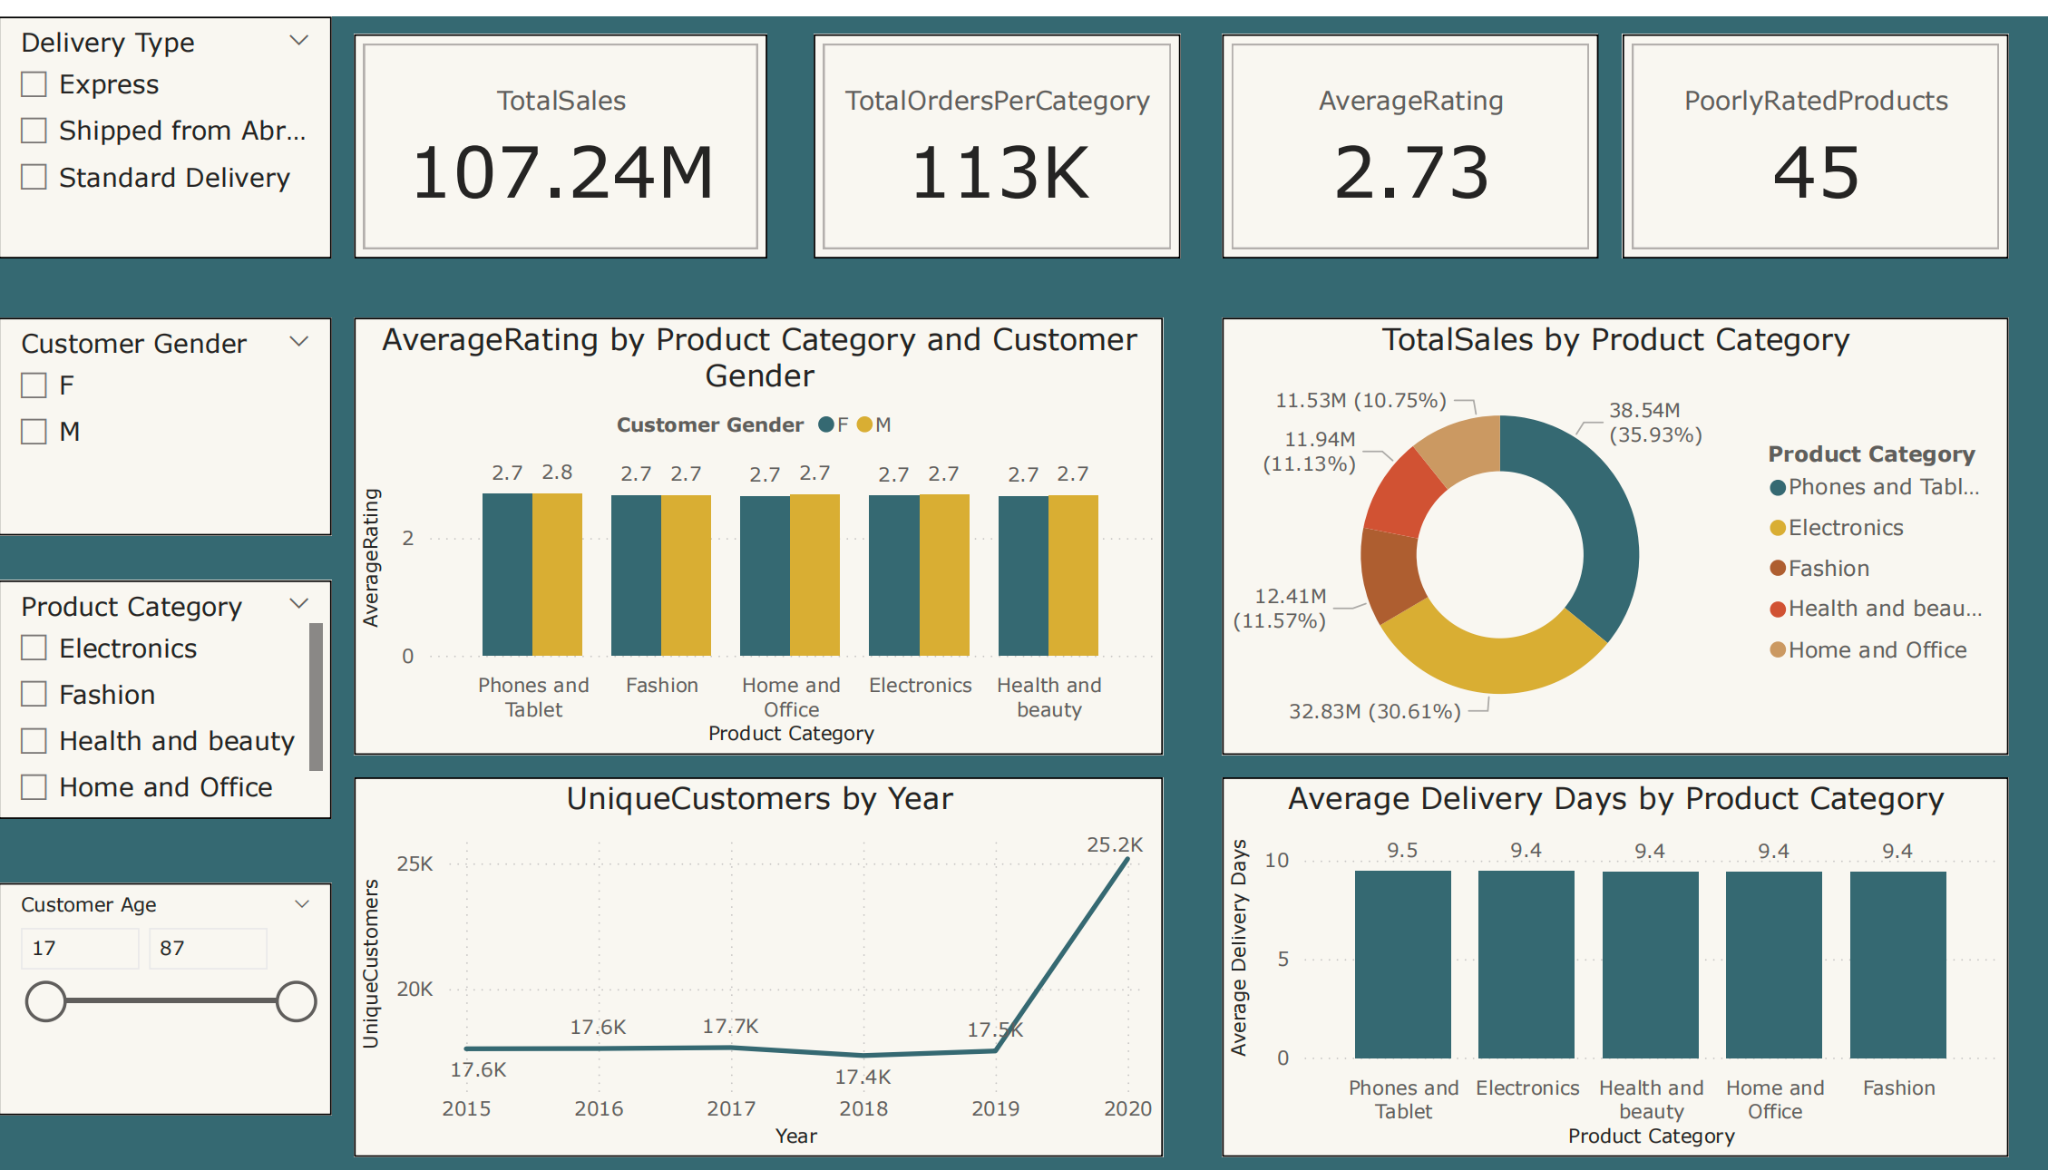 Delivery Type
Express
Shipped from Abr...
Standard Delivery
TotalSales
107.24M
TotalOrdersPerCategory
113K
AverageRating
2.73
PoorlyRatedProducts
45
Customer Gender
F
M
Product Category
Electronics
Fashion
Health and beauty
Home and Office
Customer Age
17 87
AverageRating by Product Category and Customer
Gender
Customer Gender F M
2.7 2.8 2.7 2.7 2.7 2.7 2.7 2.7 2.7 2.7
AverageRating
2
0
Phones and Tablet
Fashion
Home and Office
Electronics
Health and beauty
Product Category
TotalSales by Product Category
11.53M (10.75%)
38.54M
(35.93%)
11.94M
(11.13%)
12.41M
(11.57%)
32.83M (30.61%)
Product Category
Phones and Tabl...
Electronics
Fashion
Health and beau...
Home and Office
UniqueCustomers by Year
UniqueCustomers
25K
20K
17.6K
17.6K
17.7K
17.4K
17.5K
25.2K
2015 2016 2017 2018 2019 2020
Year
Average Delivery Days by Product Category
Average Delivery Days
10
5
0
9.5 9.4 9.4 9.4 9.4
Phones and Tablet
Electronics
Health and beauty
Home and Office
Fashion
Product Category